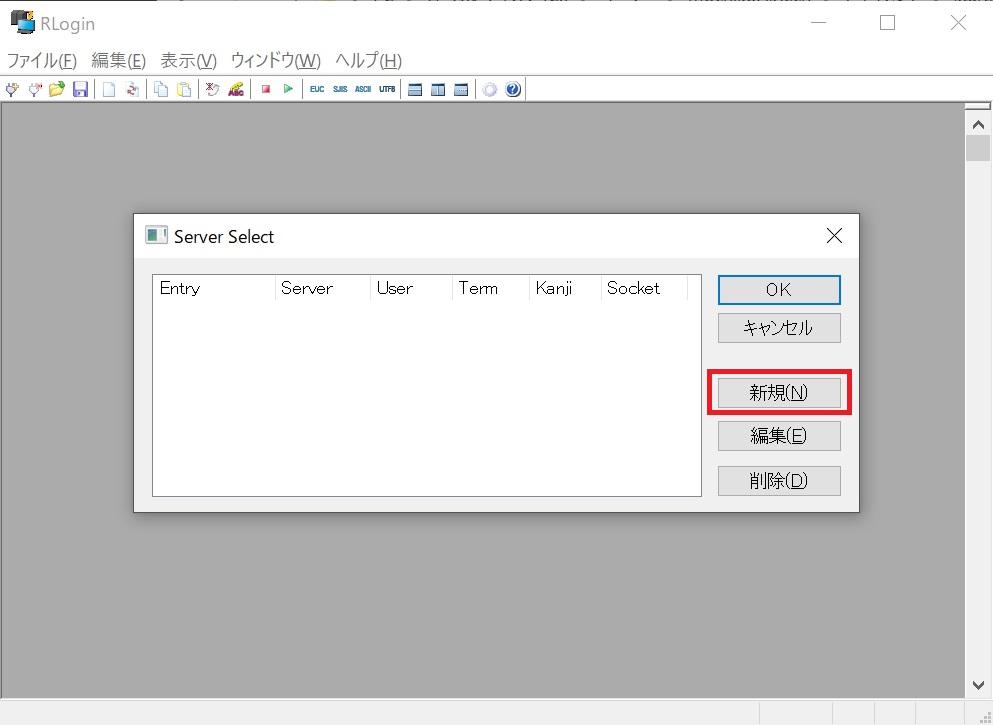 RLogin
ファイル(F) 編集(E) 表示(V) ウィンドウ(W) ヘルプ(H)
ABC EUC SJIS ASCII UTF8
Server Select
Entry Server User Term Kanji Socket
OK
キャンセル
新規(N)
編集(E)
削除(D)